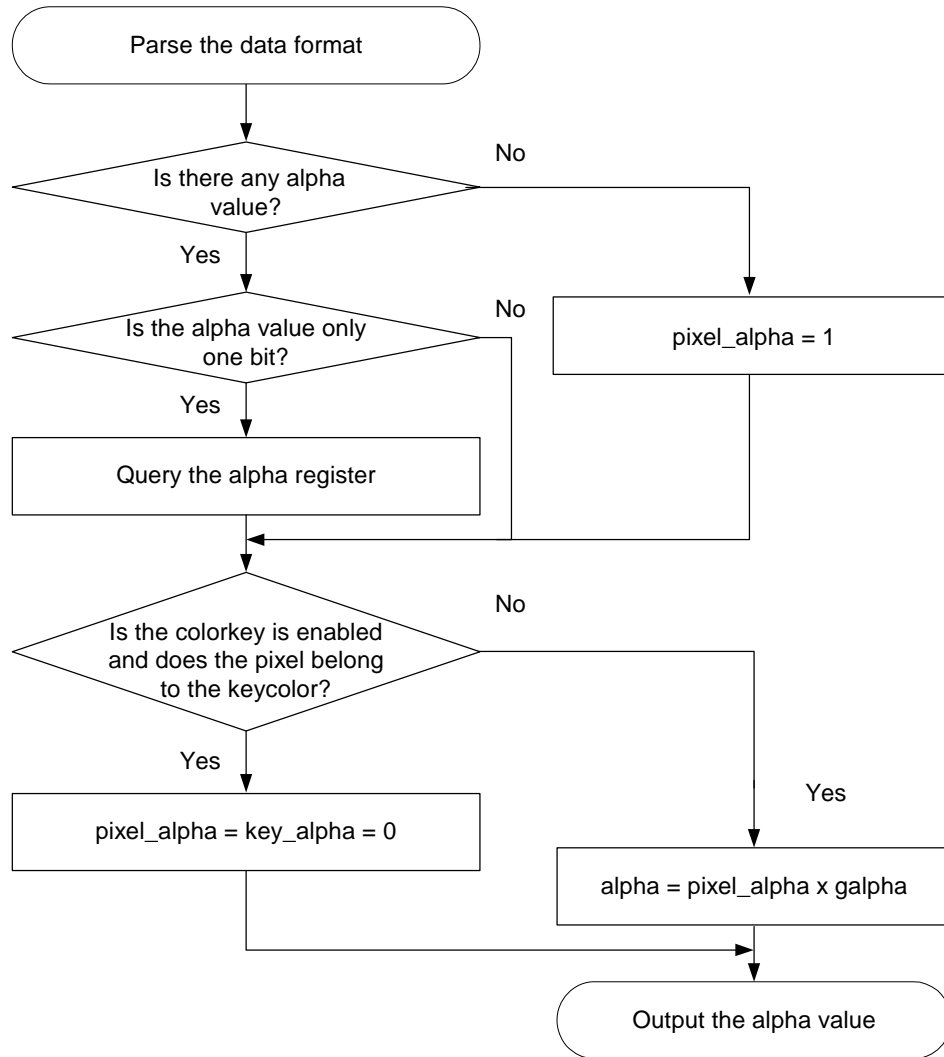 Parse the data format
No
Is there any alpha
value?
Yes
Is the alpha value only
one bit?
No
pixel_alpha = 1
Yes
Query the alpha register
No
Is the colorkey is enabled
and does the pixel belong
to the keycolor?
Yes
Yes
pixel_alpha = key_alpha = 0
alpha = pixel_alpha x galpha
Output the alpha value